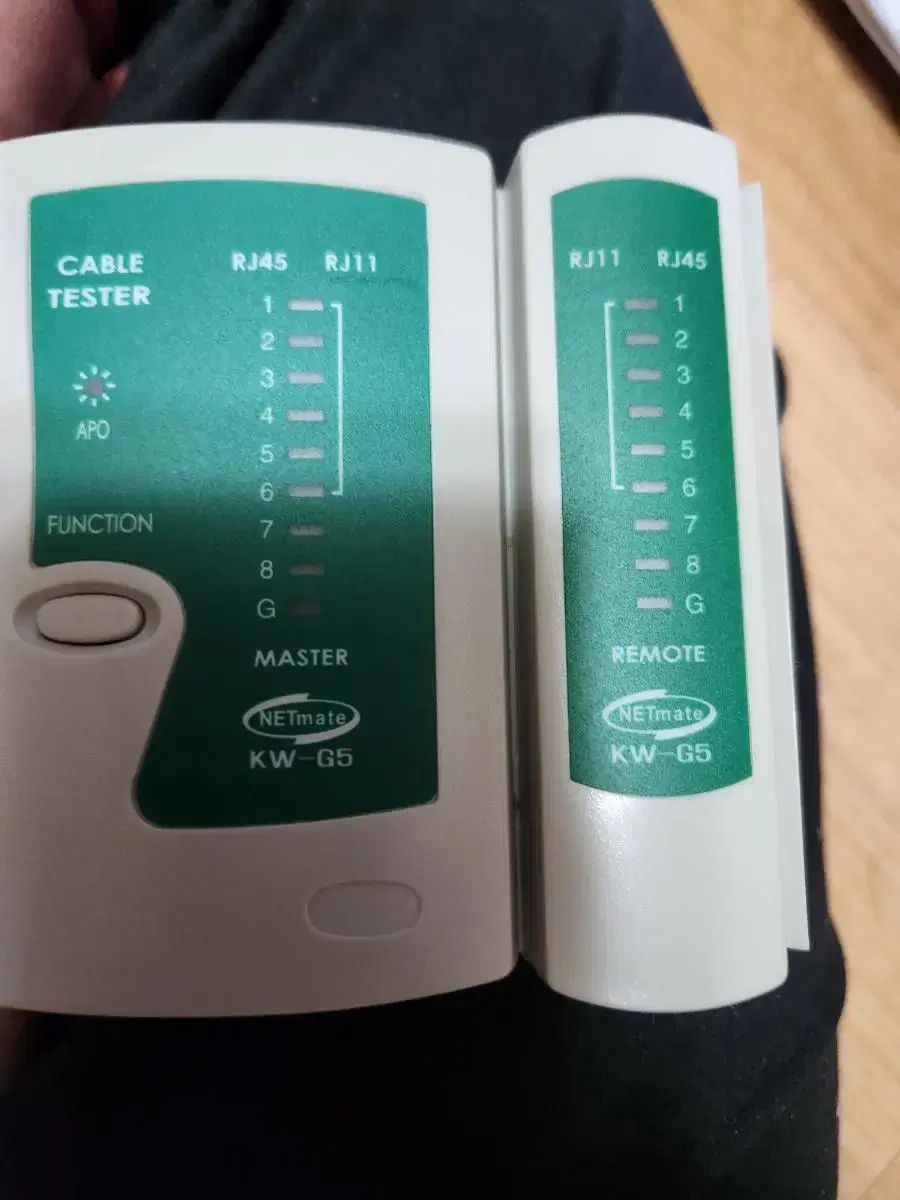 CABLE
TESTER
APO
FUNCTION
RJ45 RJ11
1
2
3
4
5
6
7
8
G
MASTER
NETmate
KW-G5
RJ11 RJ45
1
2
3
4
5
6
7
8
G
REMOTE
NETmate
KW-G5